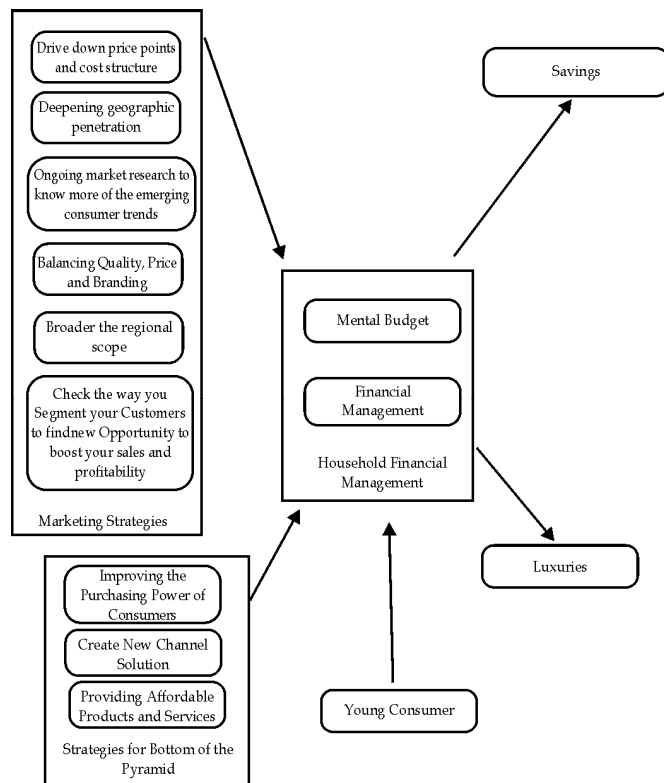 Drive down price points
and cost structure
Deepening geographic
penetration
Ongoing market research to
know more of the emerging
consumer trends
Balancing Quality, Price
and Branding
Broader the regional
scope
Check the way you
Segment your Customers
to findnew Opportunity to
boost your sales and
profitability
Marketing Strategies
Improving the
Purchasing Power of
Consumers
Create New Channel
Solution
Providing Affordable
Products and Services
Strategies for Bottom of the
Pyramid
Mental Budget
Financial
Management
Household Financial
Management
Young Consumer
Savings
Luxuries